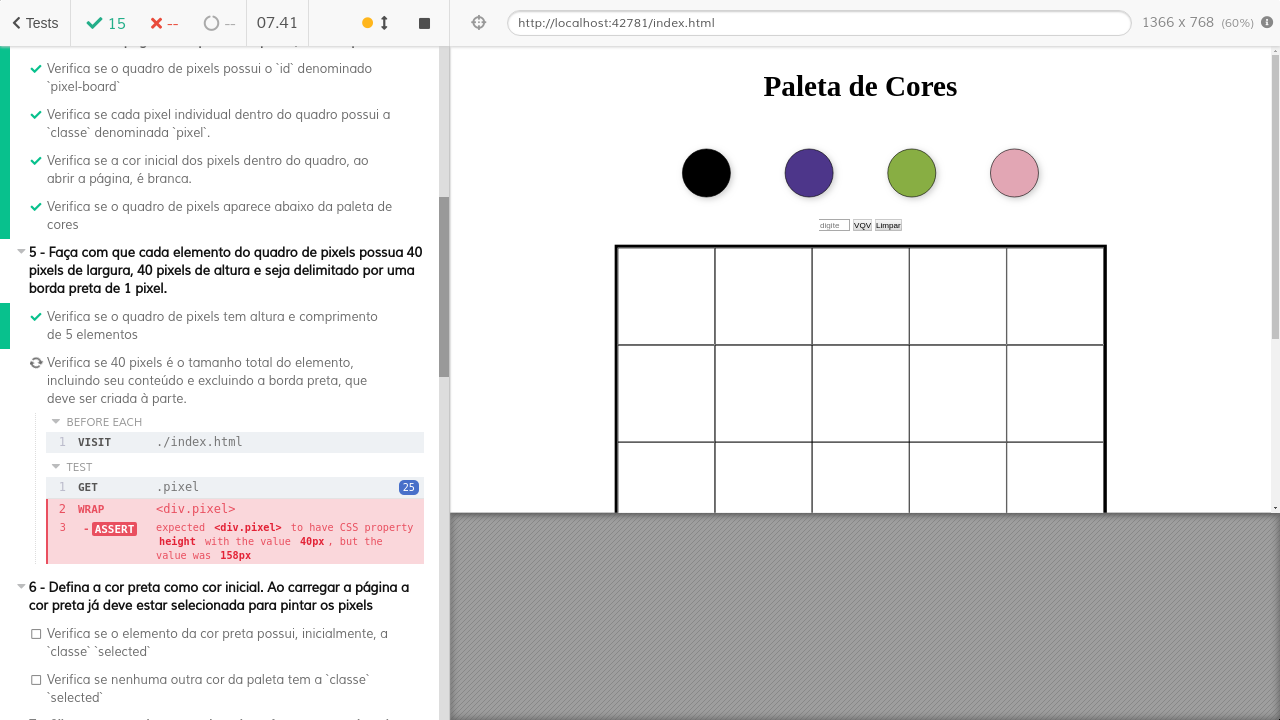 Tests
15
--
--
07.41
http://localhost:42781/index.html
1366 x 768 (60%)
Verifica se o quadro de pixels possui o `id` denominado
`pixel-board`
Verifica se cada pixel individual dentro do quadro possui a
`classe` denominada `pixel`.
Verifica se a cor inicial dos pixels dentro do quadro, ao
abrir a página, é branca.
Verifica se o quadro de pixels aparece abaixo da paleta de
cores
5 - Faça com que cada elemento do quadro de pixels possua 40
pixels de largura, 40 pixels de altura e seja delimitado por uma
borda preta de 1 pixel.
Verifica se o quadro de pixels tem altura e comprimento
de 5 elementos
Verifica se 40 pixels é o tamanho total do elemento,
incluindo seu conteúdo e excluindo a borda preta, que
deve ser criada à parte.
BEFORE EACH
1 VISIT ./index.html
TEST
1 GET .pixel 25
2 WRAP <div.pixel>
3 - ASSERT expected <div.pixel> to have CSS property
height with the value 40px , but the
value was 158px
6 - Defina a cor preta como cor inicial. Ao carregar a página a
cor preta já deve estar selecionada para pintar os pixels
Verifica se o elemento da cor preta possui, inicialmente, a
`classe` `selected`
Verifica se nenhuma outra cor da paleta tem a `classe`
`selected`
Paleta de Cores
digite VQV Limpar